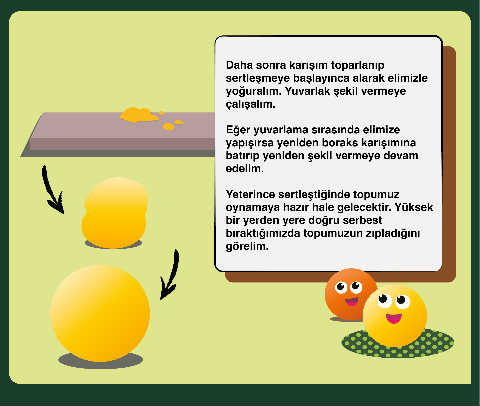 Daha sonra karışım toparlanıp
sertleşmeye başlayınca alarak elimizle
yoğuralım. Yuvarlak şekil vermeye
çalışalım.
Eğer yuvarlama sırasında elimize
yapışırsa yeniden boraks karışımına
batırıp yeniden şekil vermeye devam
edelim.
Yeterince sertleştiğinde topumuz
oynamaya hazır hale gelecektir. Yüksek
bir yerden yere doğru serbest
bıraktığımızda topumuzun zıpladığını
görelim.